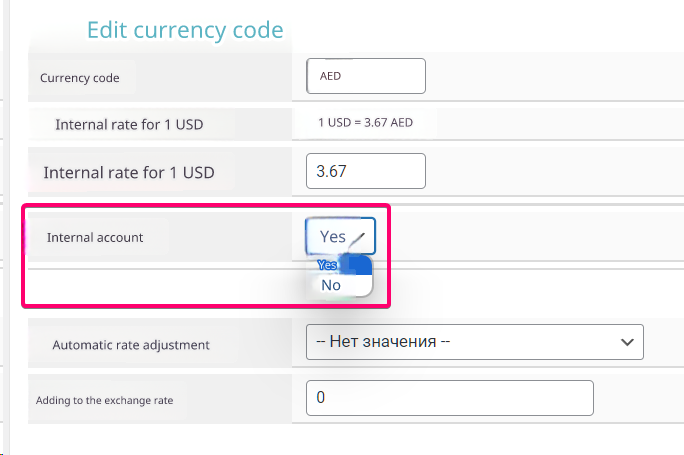 Edit currency code
Currency code AED
Internal rate for 1 USD 1 USD = 3.67 AED
Internal rate for 1 USD 3.67
Internal account Yes
Yes
No
Automatic rate adjustment -- Нет значения --
Adding to the exchange rate 0